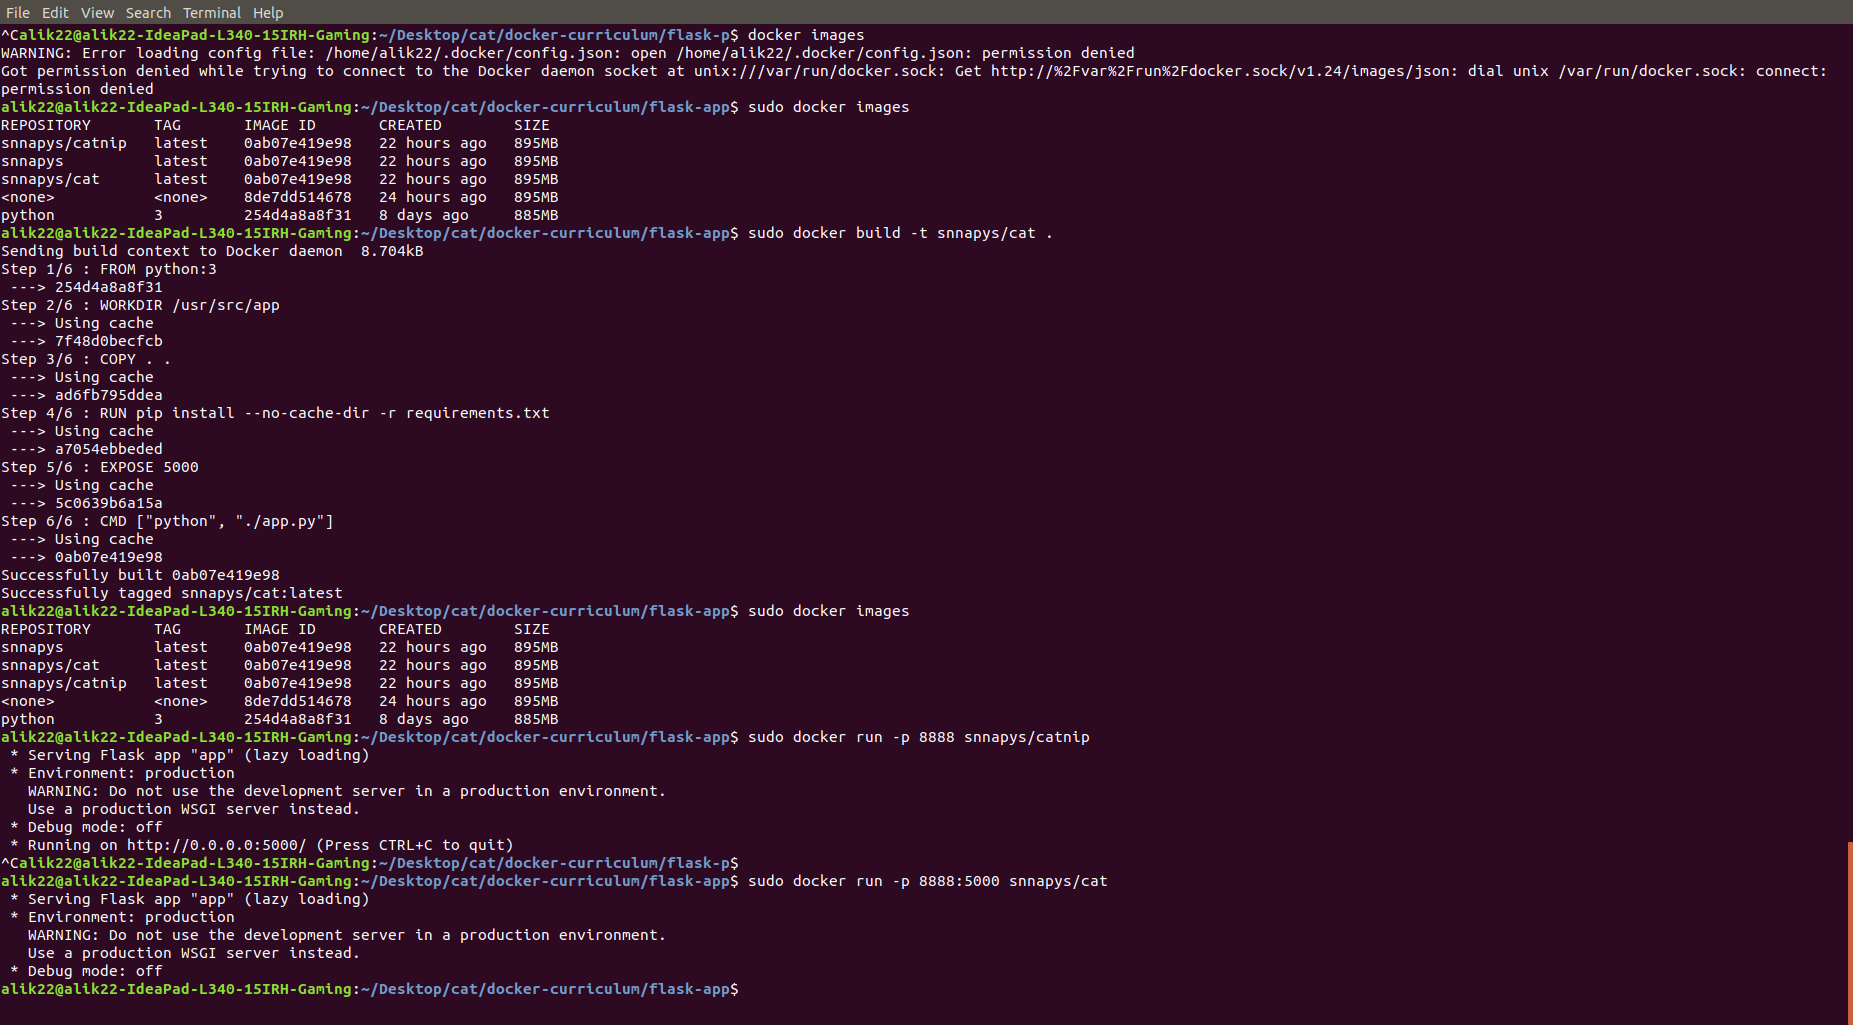 File Edit View Search Terminal Help
^Calik22@alik22-IdeaPad-L340-15IRH-Gaming:~/Desktop/cat/docker-curriculum/flask-p$ docker images
WARNING: Error loading config file: /home/alik22/.docker/config.json: open /home/alik22/.docker/config.json: permission denied
Got permission denied while trying to connect to the Docker daemon socket at unix:///var/run/docker.sock: Get http://%2Fvar%2Frun%2Fdocker.sock/v1.24/images/json: dial unix /var/run/docker.sock: connect:
permission denied
alik22@alik22-IdeaPad-L340-15IRH-Gaming:~/Desktop/cat/docker-curriculum/flask-app$ sudo docker images
REPOSITORY       TAG       IMAGE ID       CREATED        SIZE
snnapys/catnip   latest    0ab07e419e98   22 hours ago   895MB
snnapys          latest    0ab07e419e98   22 hours ago   895MB
snnapys/cat      latest    0ab07e419e98   22 hours ago   895MB
<none>           <none>    8de7dd514678   24 hours ago   895MB
python           3         254d4a8a8f31   8 days ago     885MB
alik22@alik22-IdeaPad-L340-15IRH-Gaming:~/Desktop/cat/docker-curriculum/flask-app$ sudo docker build -t snnapys/cat .
Sending build context to Docker daemon  8.704kB
Step 1/6 : FROM python:3
 ---> 254d4a8a8f31
Step 2/6 : WORKDIR /usr/src/app
 ---> Using cache
 ---> 7f48d0becfcb
Step 3/6 : COPY . .
 ---> Using cache
 ---> ad6fb795ddea
Step 4/6 : RUN pip install --no-cache-dir -r requirements.txt
 ---> Using cache
 ---> a7054ebbeded
Step 5/6 : EXPOSE 5000
 ---> Using cache
 ---> 5c0639b6a15a
Step 6/6 : CMD ["python", "./app.py"]
 ---> Using cache
 ---> 0ab07e419e98
Successfully built 0ab07e419e98
Successfully tagged snnapys/cat:latest
alik22@alik22-IdeaPad-L340-15IRH-Gaming:~/Desktop/cat/docker-curriculum/flask-app$ sudo docker images
REPOSITORY       TAG       IMAGE ID       CREATED        SIZE
snnapys          latest    0ab07e419e98   22 hours ago   895MB
snnapys/cat      latest    0ab07e419e98   22 hours ago   895MB
snnapys/catnip   latest    0ab07e419e98   22 hours ago   895MB
<none>           <none>    8de7dd514678   24 hours ago   895MB
python           3         254d4a8a8f31   8 days ago     885MB
alik22@alik22-IdeaPad-L340-15IRH-Gaming:~/Desktop/cat/docker-curriculum/flask-app$ sudo docker run -p 8888 snnapys/catnip
 * Serving Flask app "app" (lazy loading)
 * Environment: production
   WARNING: Do not use the development server in a production environment.
   Use a production WSGI server instead.
 * Debug mode: off
 * Running on http://0.0.0.0:5000/ (Press CTRL+C to quit)
^Calik22@alik22-IdeaPad-L340-15IRH-Gaming:~/Desktop/cat/docker-curriculum/flask-p$
alik22@alik22-IdeaPad-L340-15IRH-Gaming:~/Desktop/cat/docker-curriculum/flask-app$ sudo docker run -p 8888:5000 snnapys/cat
 * Serving Flask app "app" (lazy loading)
 * Environment: production
   WARNING: Do not use the development server in a production environment.
   Use a production WSGI server instead.
 * Debug mode: off
alik22@alik22-IdeaPad-L340-15IRH-Gaming:~/Desktop/cat/docker-curriculum/flask-app$